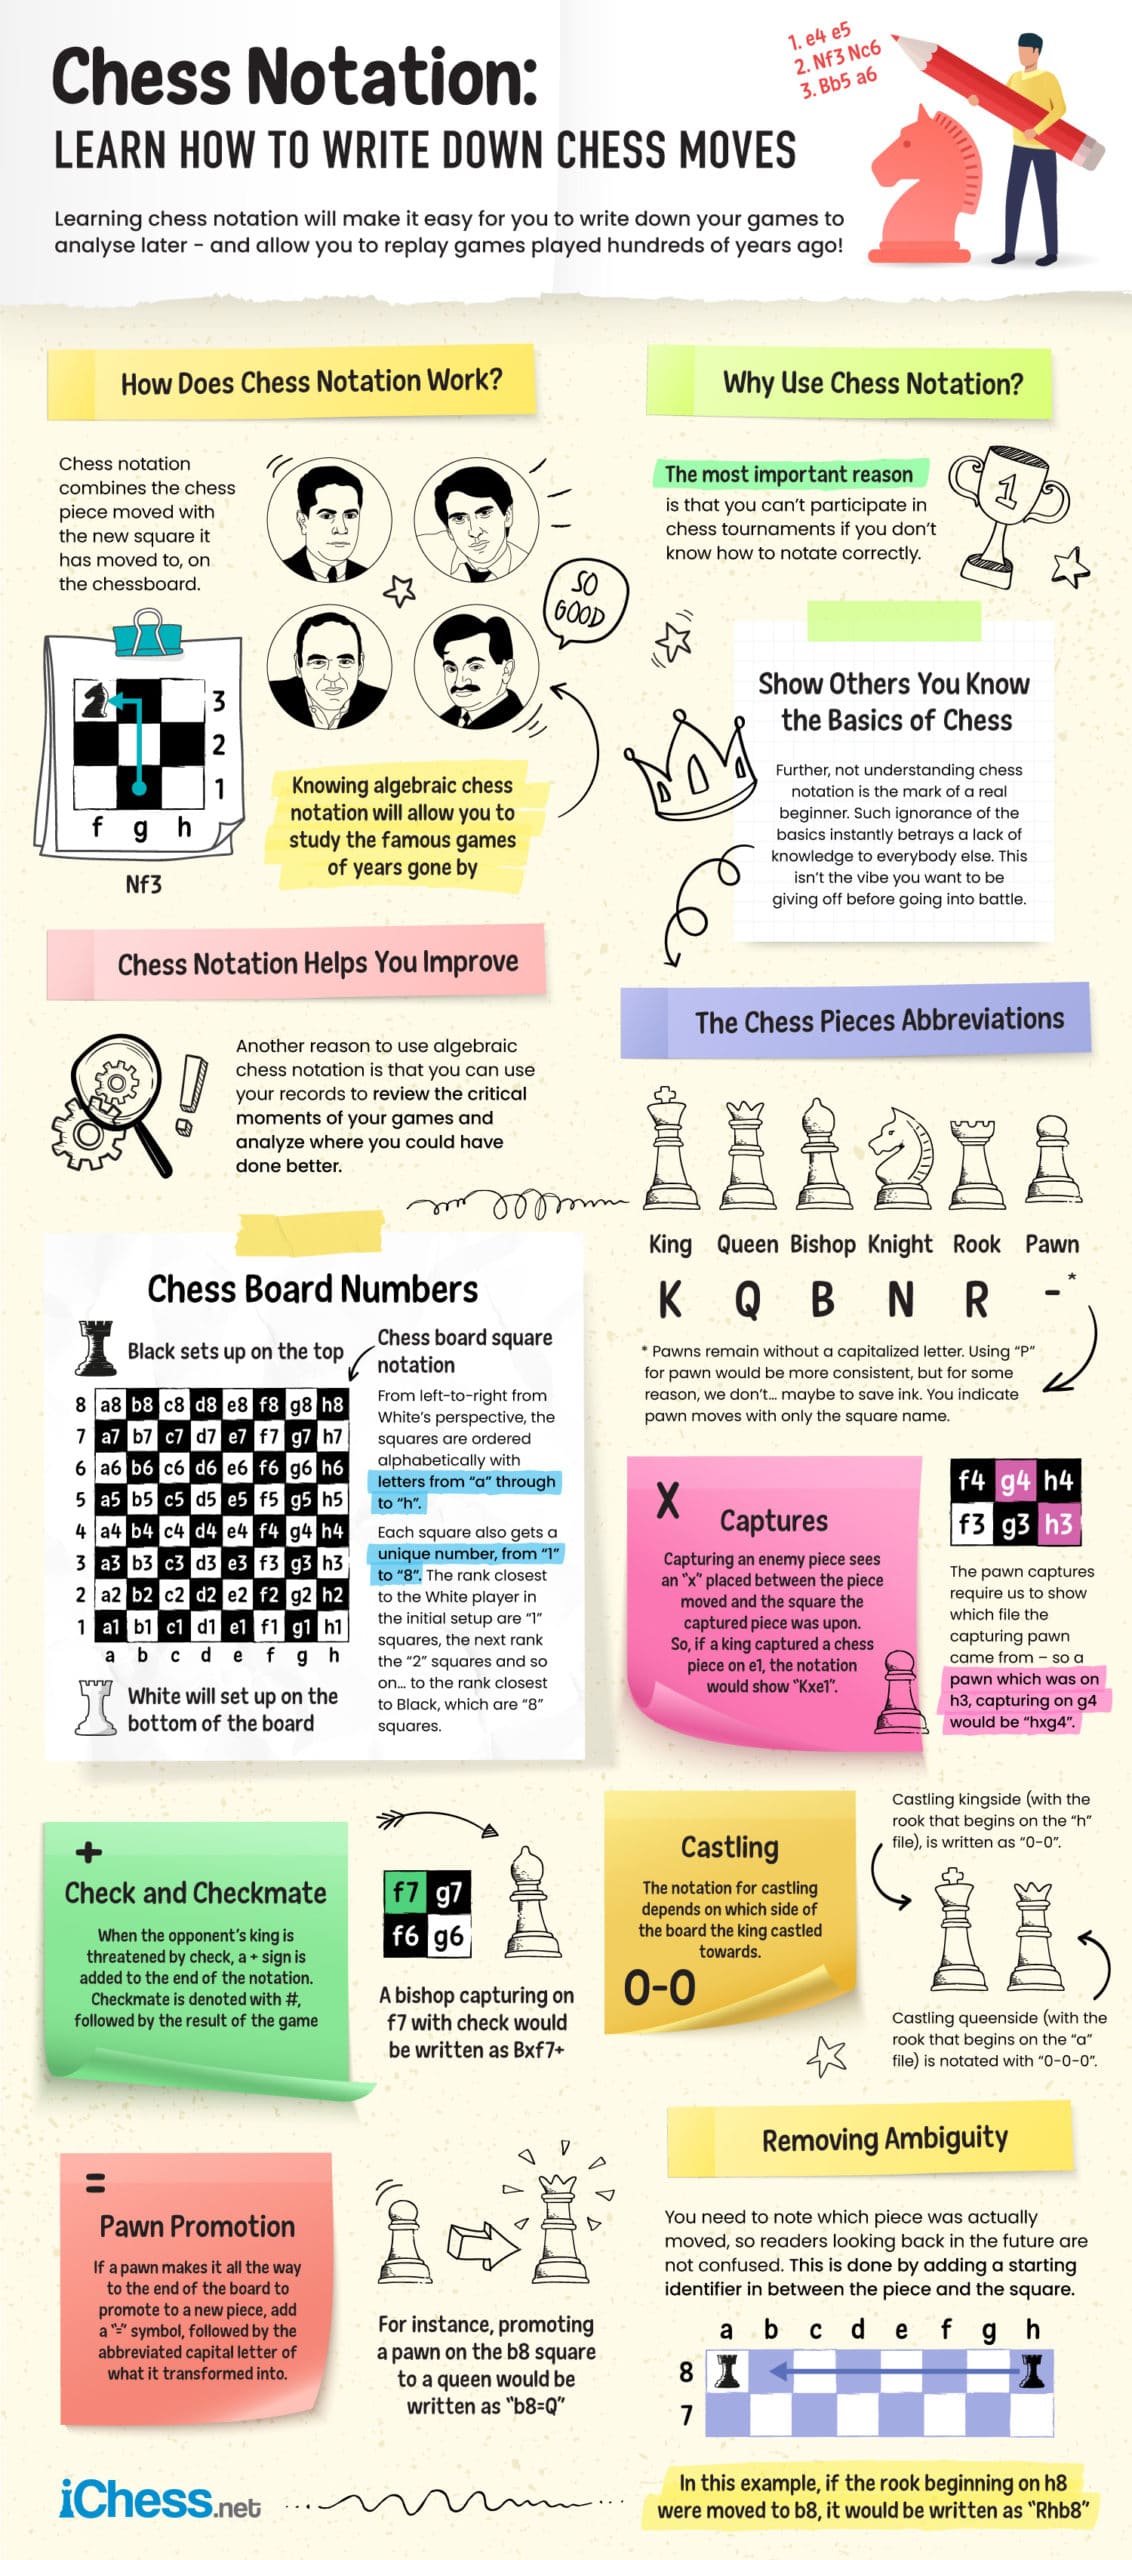 Chess Notation:
LEARN HOW TO WRITE DOWN CHESS MOVES
Learning chess notation will make it easy for you to write down your games to
analyse later - and allow you to replay games played hundreds of years ago!
1. e4 e5
2. Nf3 Nc6
3. Bb5 a6
How Does Chess Notation Work?
Chess notation
combines the chess
piece moved with
the new square it
has moved to, on
the chessboard.
SO
GOOD
3
2
1
f g h
Nf3
Knowing algebraic chess
notation will allow you to
study the famous games
of years gone by
Why Use Chess Notation?
The most important reason
is that you can't participate in
chess tournaments if you don't
know how to notate correctly.
1
Show Others You Know
the Basics of Chess
Further, not understanding chess
notation is the mark of a real
beginner. Such ignorance of the
basics instantly betrays a lack of
knowledge to everybody else. This
isn't the vibe you want to be
giving off before going into battle.
Chess Notation Helps You Improve
Another reason to use algebraic
chess notation is that you can use
your records to review the critical
moments of your games and
analyze where you could have
done better.
The Chess Pieces Abbreviations
King Queen Bishop Knight Rook Pawn
K Q B N R -*
* Pawns remain without a capitalized letter. Using "P"
for pawn would be more consistent, but for some
reason, we don't... maybe to save ink. You indicate
pawn moves with only the square name.
Chess Board Numbers
Black sets up on the top
8 a8 b8 c8 d8 e8 f8 g8 h8
7 a7 b7 c7 d7 e7 f7 g7 h7
6 a6 b6 c6 d6 e6 f6 g6 h6
5 a5 b5 c5 d5 e5 f5 g5 h5
4 a4 b4 c4 d4 e4 f4 g4 h4
3 a3 b3 c3 d3 e3 f3 g3 h3
2 a2 b2 c2 d2 e2 f2 g2 h2
1 a1 b1 c1 d1 e1 f1 g1 h1
a b c d e f g h
White will set up on the
bottom of the board
Chess board square
notation
From left-to-right from
White's perspective, the
squares are ordered
alphabetically with
letters from "a" through
to "h".
Each square also gets a
unique number, from "1"
to "8". The rank closest
to the White player in
the initial setup are "1"
squares, the next rank
the "2" squares and so
on... to the rank closest
to Black, which are "8"
squares.
X
Captures
Capturing an enemy piece sees
an "x" placed between the piece
moved and the square the
captured piece was upon.
So, if a king captured a chess
piece on e1, the notation
would show "Kxe1".
f4 g4 h4
f3 g3 h3
The pawn captures
require us to show
which file the
capturing pawn
came from - so a
pawn which was on
h3, capturing on g4
would be "hxg4".
+
Check and Checkmate
When the opponent's king is
threatened by check, a + sign is
added to the end of the notation.
Checkmate is denoted with #,
followed by the result of the game
f7 g7
f6 g6
A bishop capturing on
f7 with check would
be written as Bxf7+
Castling
The notation for castling
depends on which side of
the board the king castled
towards.
0-0
Castling kingside (with the
rook that begins on the "h"
file), is written as "0-0".
Castling queenside (with the
rook that begins on the "a"
file) is notated with "0-0-0".
=
Pawn Promotion
If a pawn makes it all the way
to the end of the board to
promote to a new piece, add
a "=" symbol, followed by the
abbreviated capital letter of
what it transformed into.
For instance, promoting
a pawn on the b8 square
to a queen would be
written as "b8=Q"
Removing Ambiguity
You need to note which piece was actually
moved, so readers looking back in the future are
not confused. This is done by adding a starting
identifier in between the piece and the square.
a b c d e f g h
8
7
In this example, if the rook beginning on h8
were moved to b8, it would be written as "Rhb8"
iChess.net